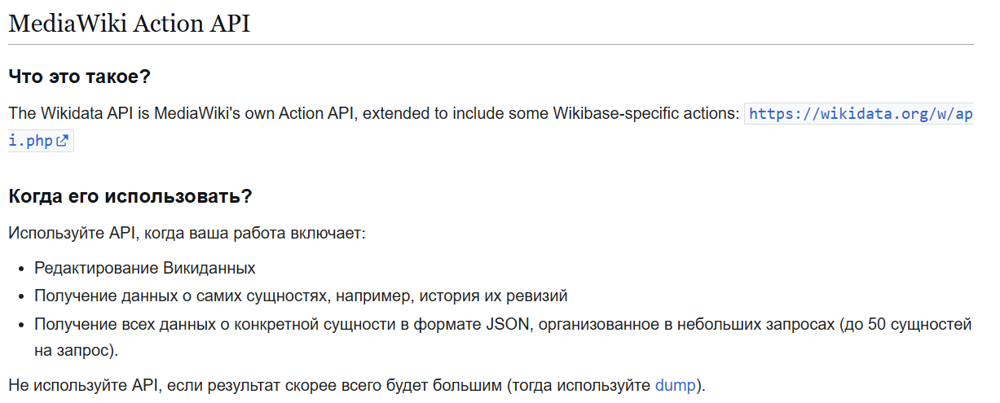 MediaWiki Action API
Что это такое?
The Wikidata API is MediaWiki's own Action API, extended to include some Wikibase-specific actions: https://wikidata.org/w/ap
i.php
Когда его использовать?
Используйте API, когда ваша работа включает:
• Редактирование Викиданных
• Получение данных о самих сущностях, например, история их ревизий
• Получение всех данных о конкретной сущности в формате JSON, организованное в небольших запросах (до 50 сущностей
на запрос).
Не используйте API, если результат скорее всего будет большим (тогда используйте dump).